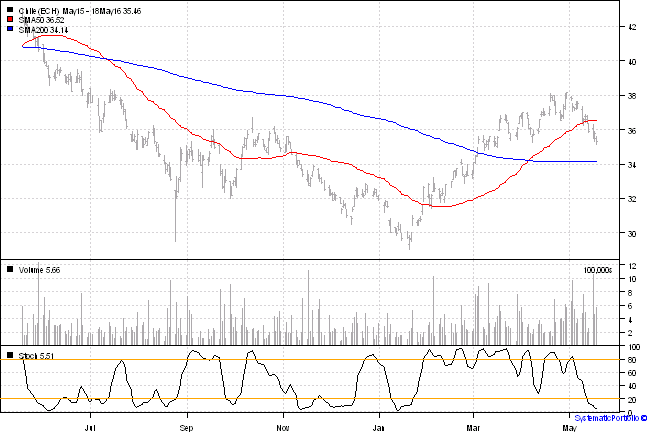 Chile (ECH) May15 - 18May16 35.46
SMA50 36.52
SMA200 34.14
42
40
38
36
34
32
30
Volume 5.66
100,000s
12
10
8
6
4
2
Stoch 5.51
100
80
60
40
20
0
Jul Sep Nov Jan Mar May
SystematicPortfolio ©